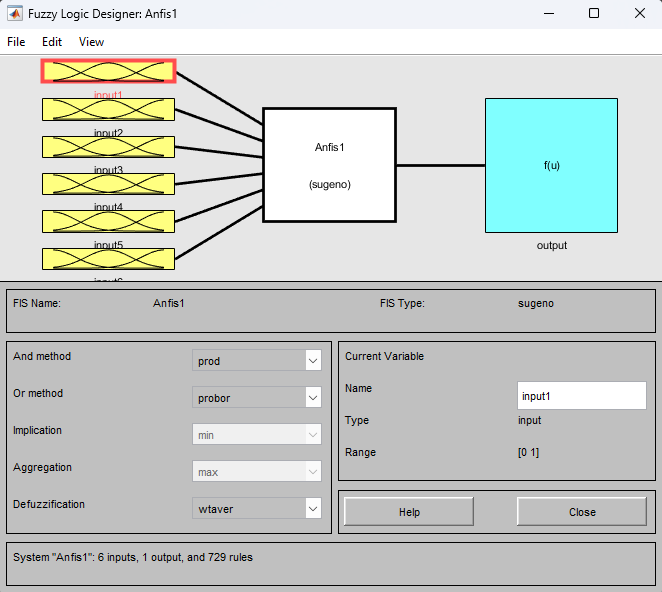 Fuzzy Logic Designer: Anfis1
File Edit View
input1
input2
input3
input4
input5
Anfis1
(sugeno)
f(u)
output
FIS Name: Anfis1 FIS Type: sugeno
And method prod
Or method probor
Implication min
Aggregation max
Defuzzification wtaver
Current Variable
Name input1
Type input
Range [0 1]
Help Close
System "Anfis1": 6 inputs, 1 output, and 729 rules